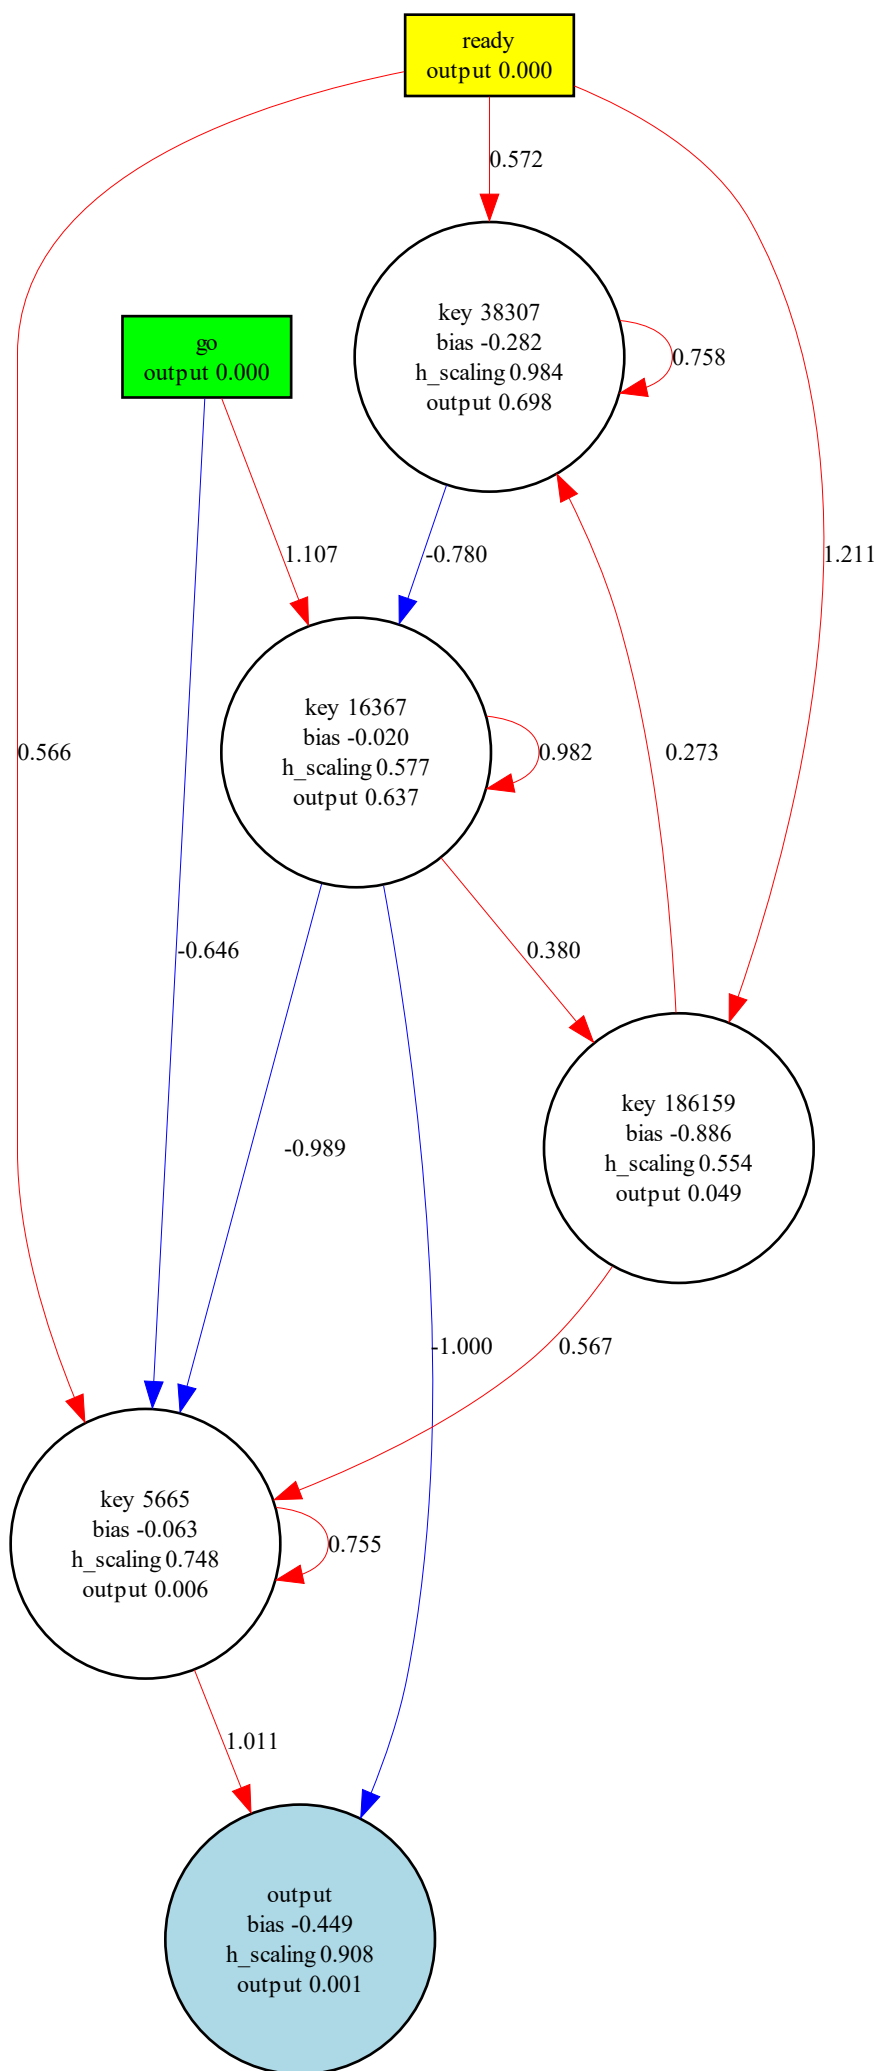 ready
output 0.000
0.572
key 38307
bias -0.282
h_scaling 0.984
output 0.698
0.758
go
output 0.000
1.107
-0.780
1.211
key 16367
bias -0.020
h_scaling 0.577
output 0.637
0.566
0.982
0.273
-0.646
0.380
key 186159
bias -0.886
h_scaling 0.554
output 0.049
-0.989
-1.000
0.567
key 5665
bias -0.063
h_scaling 0.748
output 0.006
0.755
1.011
output
bias -0.449
h_scaling 0.908
output 0.001